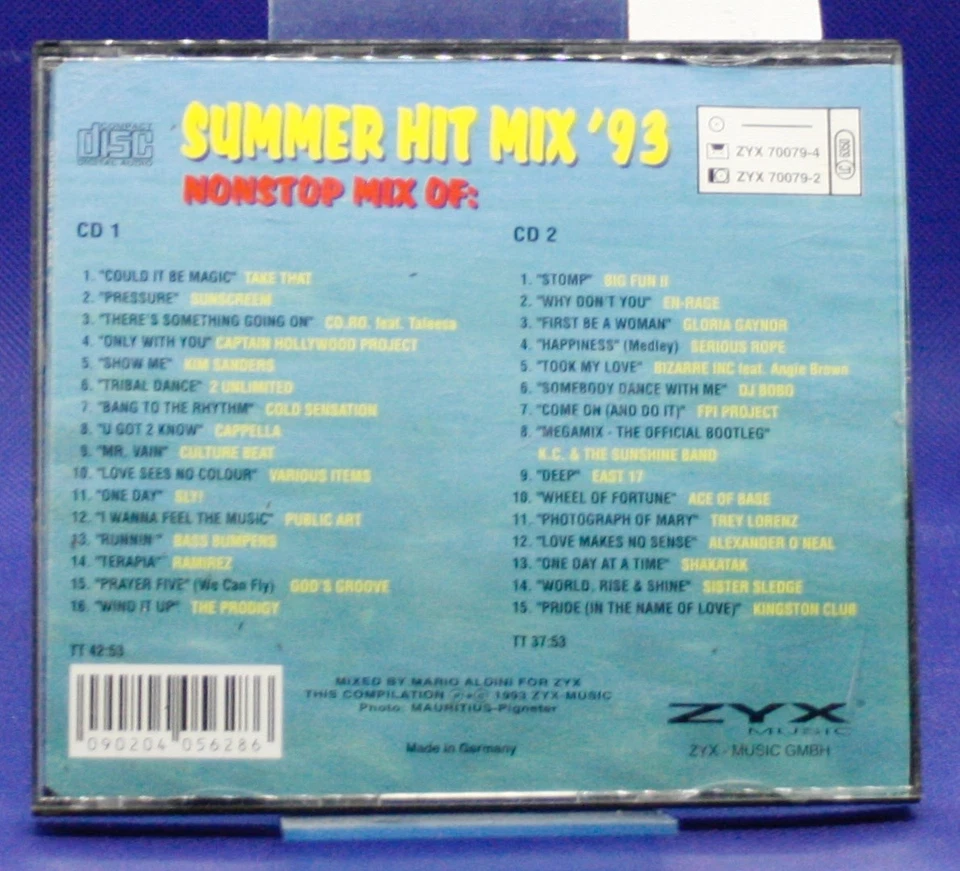 COMPACT
disc
DIGITAL AUDIO
SUMMER HIT MIX '93
NONSTOP MIX OF:
ZYX 70079-4
ZYX 70079-2
CD 1
1. "COULD IT BE MAGIC" TAKE THAT
2. "PRESSURE" SUNSCREEM
3. "THERE'S SOMETHING GOING ON" CO.RO. feat. Taleesa
4. "ONLY WITH YOU" CAPTAIN HOLLYWOOD PROJECT
5. "SHOW ME" KIM SANDERS
6. "TRIBAL DANCE" 2 UNLIMITED
7. "BANG TO THE RHYTHM" COLD SENSATION
8. "U GOT 2 KNOW" CAPPELLA
9. "MR. VAIN" CULTURE BEAT
10. "LOVE SEES NO COLOUR" VARIOUS ITEMS
11. "ONE DAY" SLY!
12. "I WANNA FEEL THE MUSIC" PUBLIC ART
13. "RUNNIN'" BASS BUMPERS
14. "TERAPIA" RAMIREZ
15. "PRAYER FIVE" (We Can Fly) GOD'S GROOVE
16. "WIND IT UP" THE PRODIGY
TT 42:53
CD 2
1. "STOMP" BIG FUN II
2. "WHY DON'T YOU" EN-RAGE
3. "FIRST BE A WOMAN" GLORIA GAYNOR
4. "HAPPINESS" (Medley) SERIOUS ROPE
5. "TOOK MY LOVE" BIZARRE INC feat. Angie Brown
6. "SOMEBODY DANCE WITH ME" DJ BOBO
7. "COME ON (AND DO IT)" FPI PROJECT
8. "MEGAMIX - THE OFFICIAL BOOTLEG"
K.C. & THE SUNSHINE BAND
9. "DEEP" EAST 17
10. "WHEEL OF FORTUNE" ACE OF BASE
11. "PHOTOGRAPH OF MARY" TREY LORENZ
12. "LOVE MAKES NO SENSE" ALEXANDER O NEAL
13. "ONE DAY AT A TIME" SHAKATAK
14. "WORLD, RISE & SHINE" SISTER SLEDGE
15. "PRIDE (IN THE NAME OF LOVE)" KINGSTON CLUB
TT 37:53
090204 056286
MIXED BY MARIO ALDINI FOR ZYX
THIS COMPILATION ℗+© 1993 ZYX-MUSIC
Photo: MAURITIUS-Pigneter
Made in Germany
ZYX
MUSIC
ZYX - MUSIC GMBH